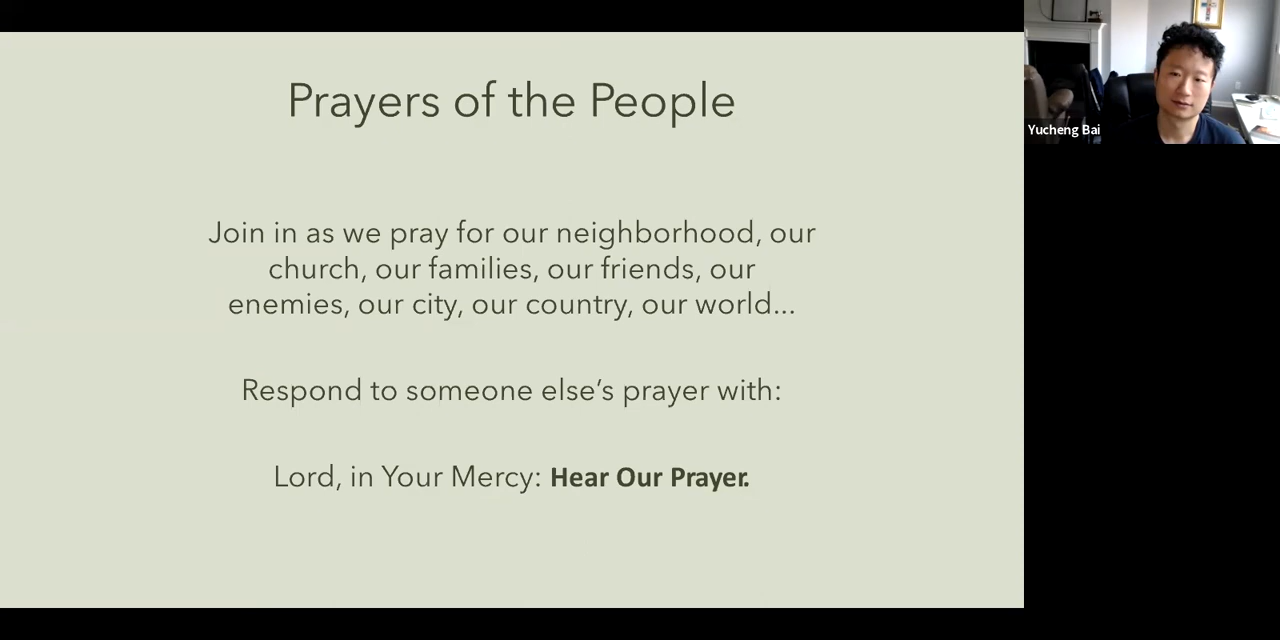 Prayers of the People
Join in as we pray for our neighborhood, our
church, our families, our friends, our
enemies, our city, our country, our world...
Respond to someone else’s prayer with:
Lord, in Your Mercy: Hear Our Prayer.
Yucheng Bai